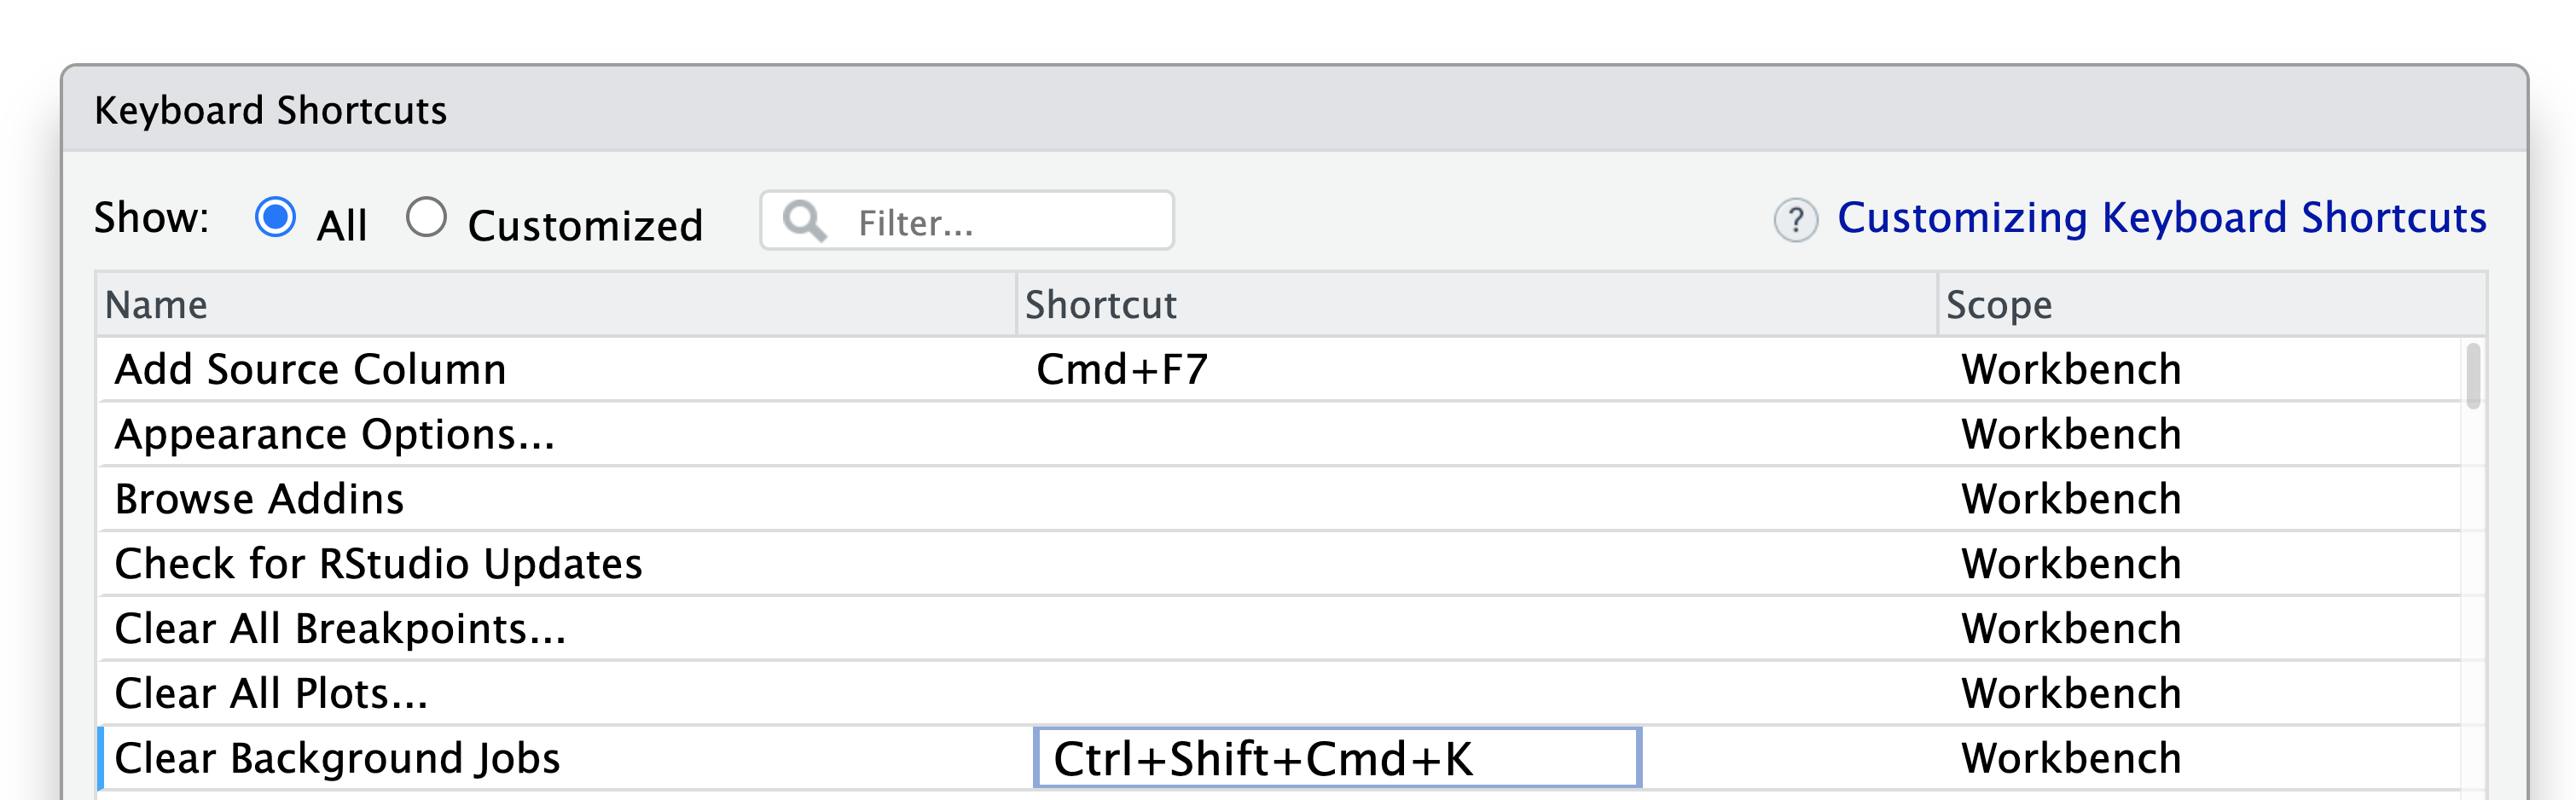 Keyboard Shortcuts
Show: All Customized Filter... ? Customizing Keyboard Shortcuts
Name Shortcut Scope
Add Source Column Cmd+F7 Workbench
Appearance Options... Workbench
Browse Addins Workbench
Check for RStudio Updates Workbench
Clear All Breakpoints... Workbench
Clear All Plots... Workbench
Clear Background Jobs Ctrl+Shift+Cmd+K Workbench